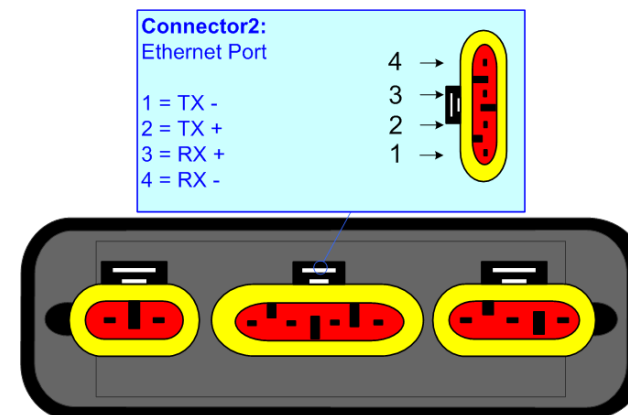 Connector2:
Ethernet Port
1 = TX -
2 = TX +
3 = RX +
4 = RX -
4
3
2
1